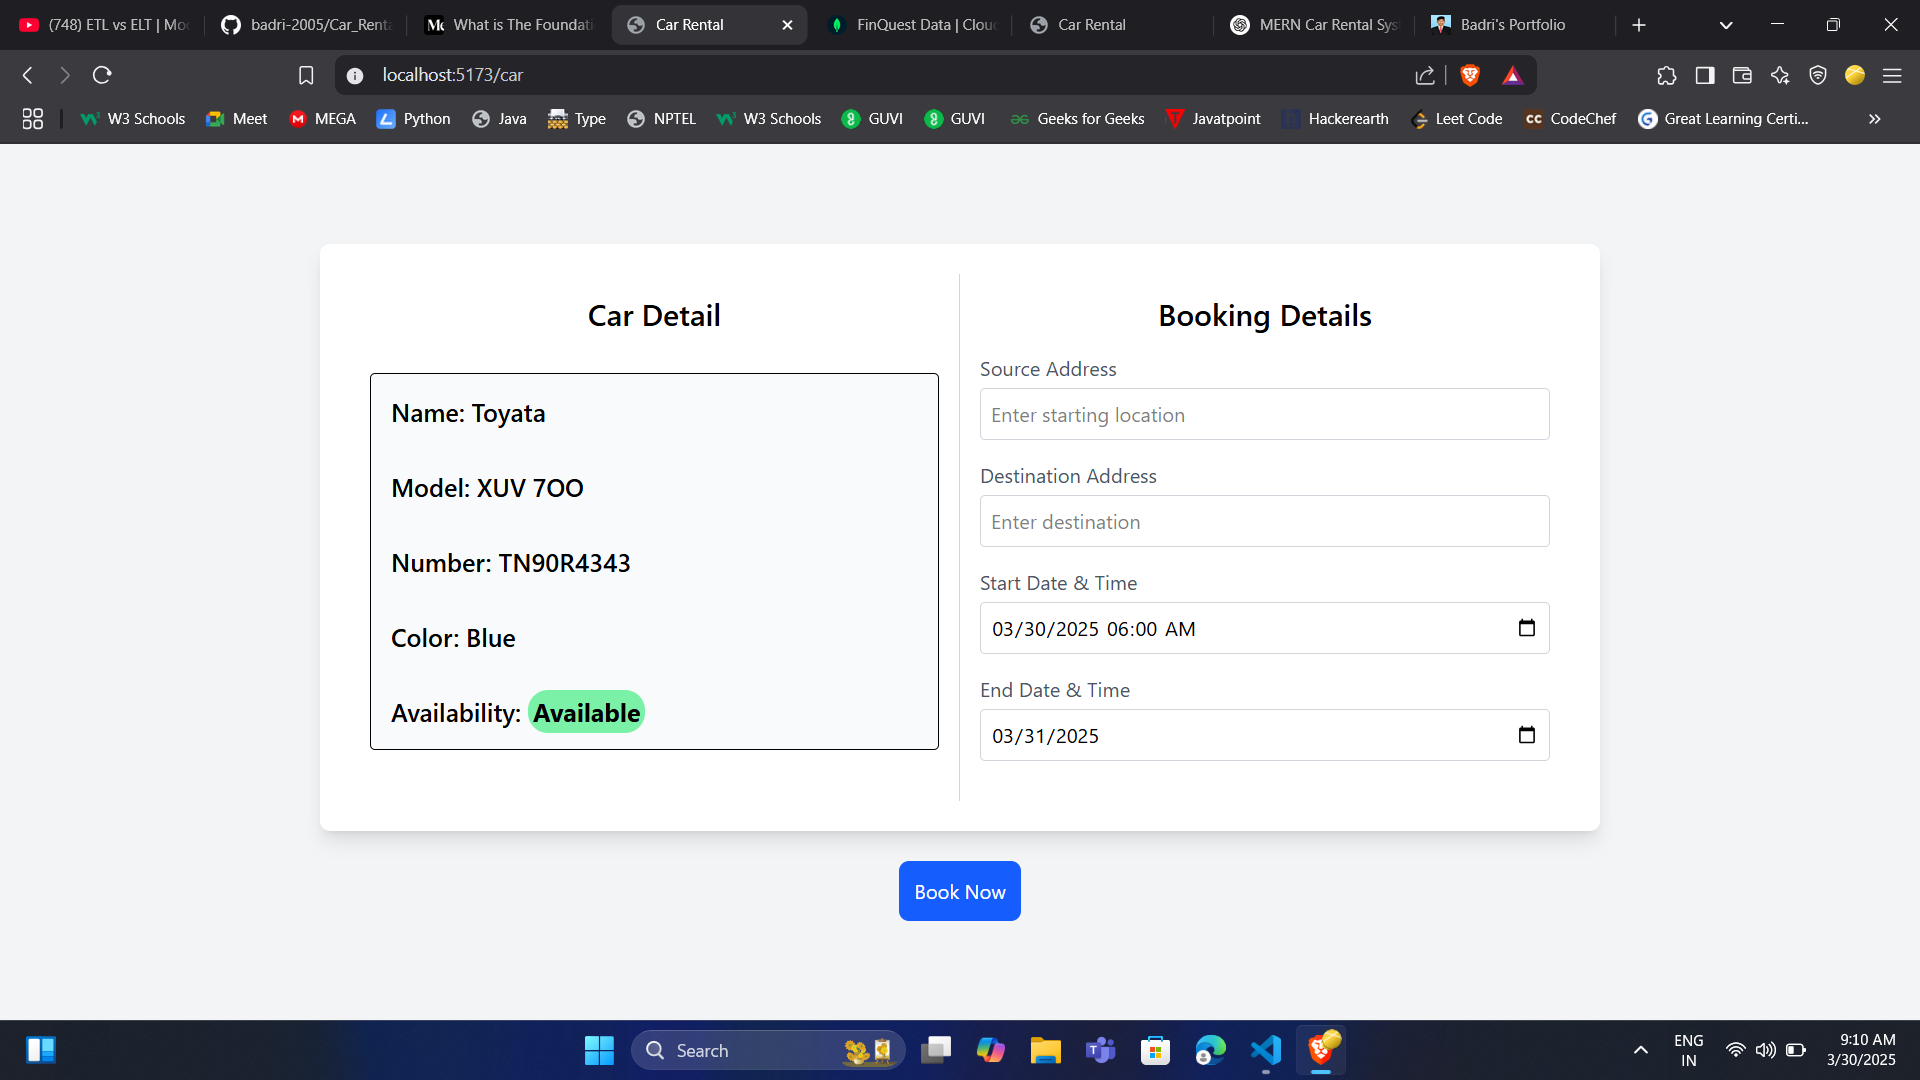 (748) ETL vs ELT | Mo
badri-2005/Car_Renta
What is The Foundati
Car Rental
FinQuest Data | Clou
Car Rental
MERN Car Rental Sys
Badri's Portfolio
localhost:5173/car
W3 Schools
Meet
MEGA
Python
Java
Type
NPTEL
W3 Schools
GUVI
GUVI
Geeks for Geeks
Javatpoint
Hackerearth
Leet Code
CodeChef
Great Learning Certi...
Car Detail
Name: Toyata
Model: XUV 7OO
Number: TN90R4343
Color: Blue
Availability: Available
Booking Details
Source Address
Enter starting location
Destination Address
Enter destination
Start Date & Time
03/30/2025 06:00 AM
End Date & Time
03/31/2025
Book Now
Search
ENG
IN
9:10 AM
3/30/2025